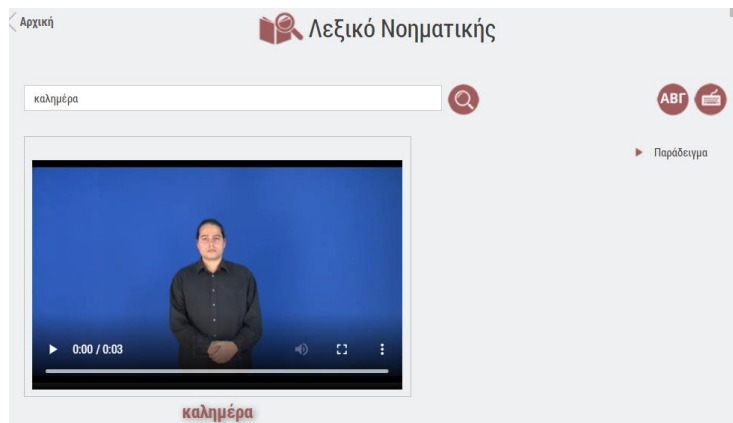 Αρχική
Λεξικό Νοηματικής
καλημέρα
ΑΒΓ
Παράδειγμα
0:00 / 0:03
καλημέρα